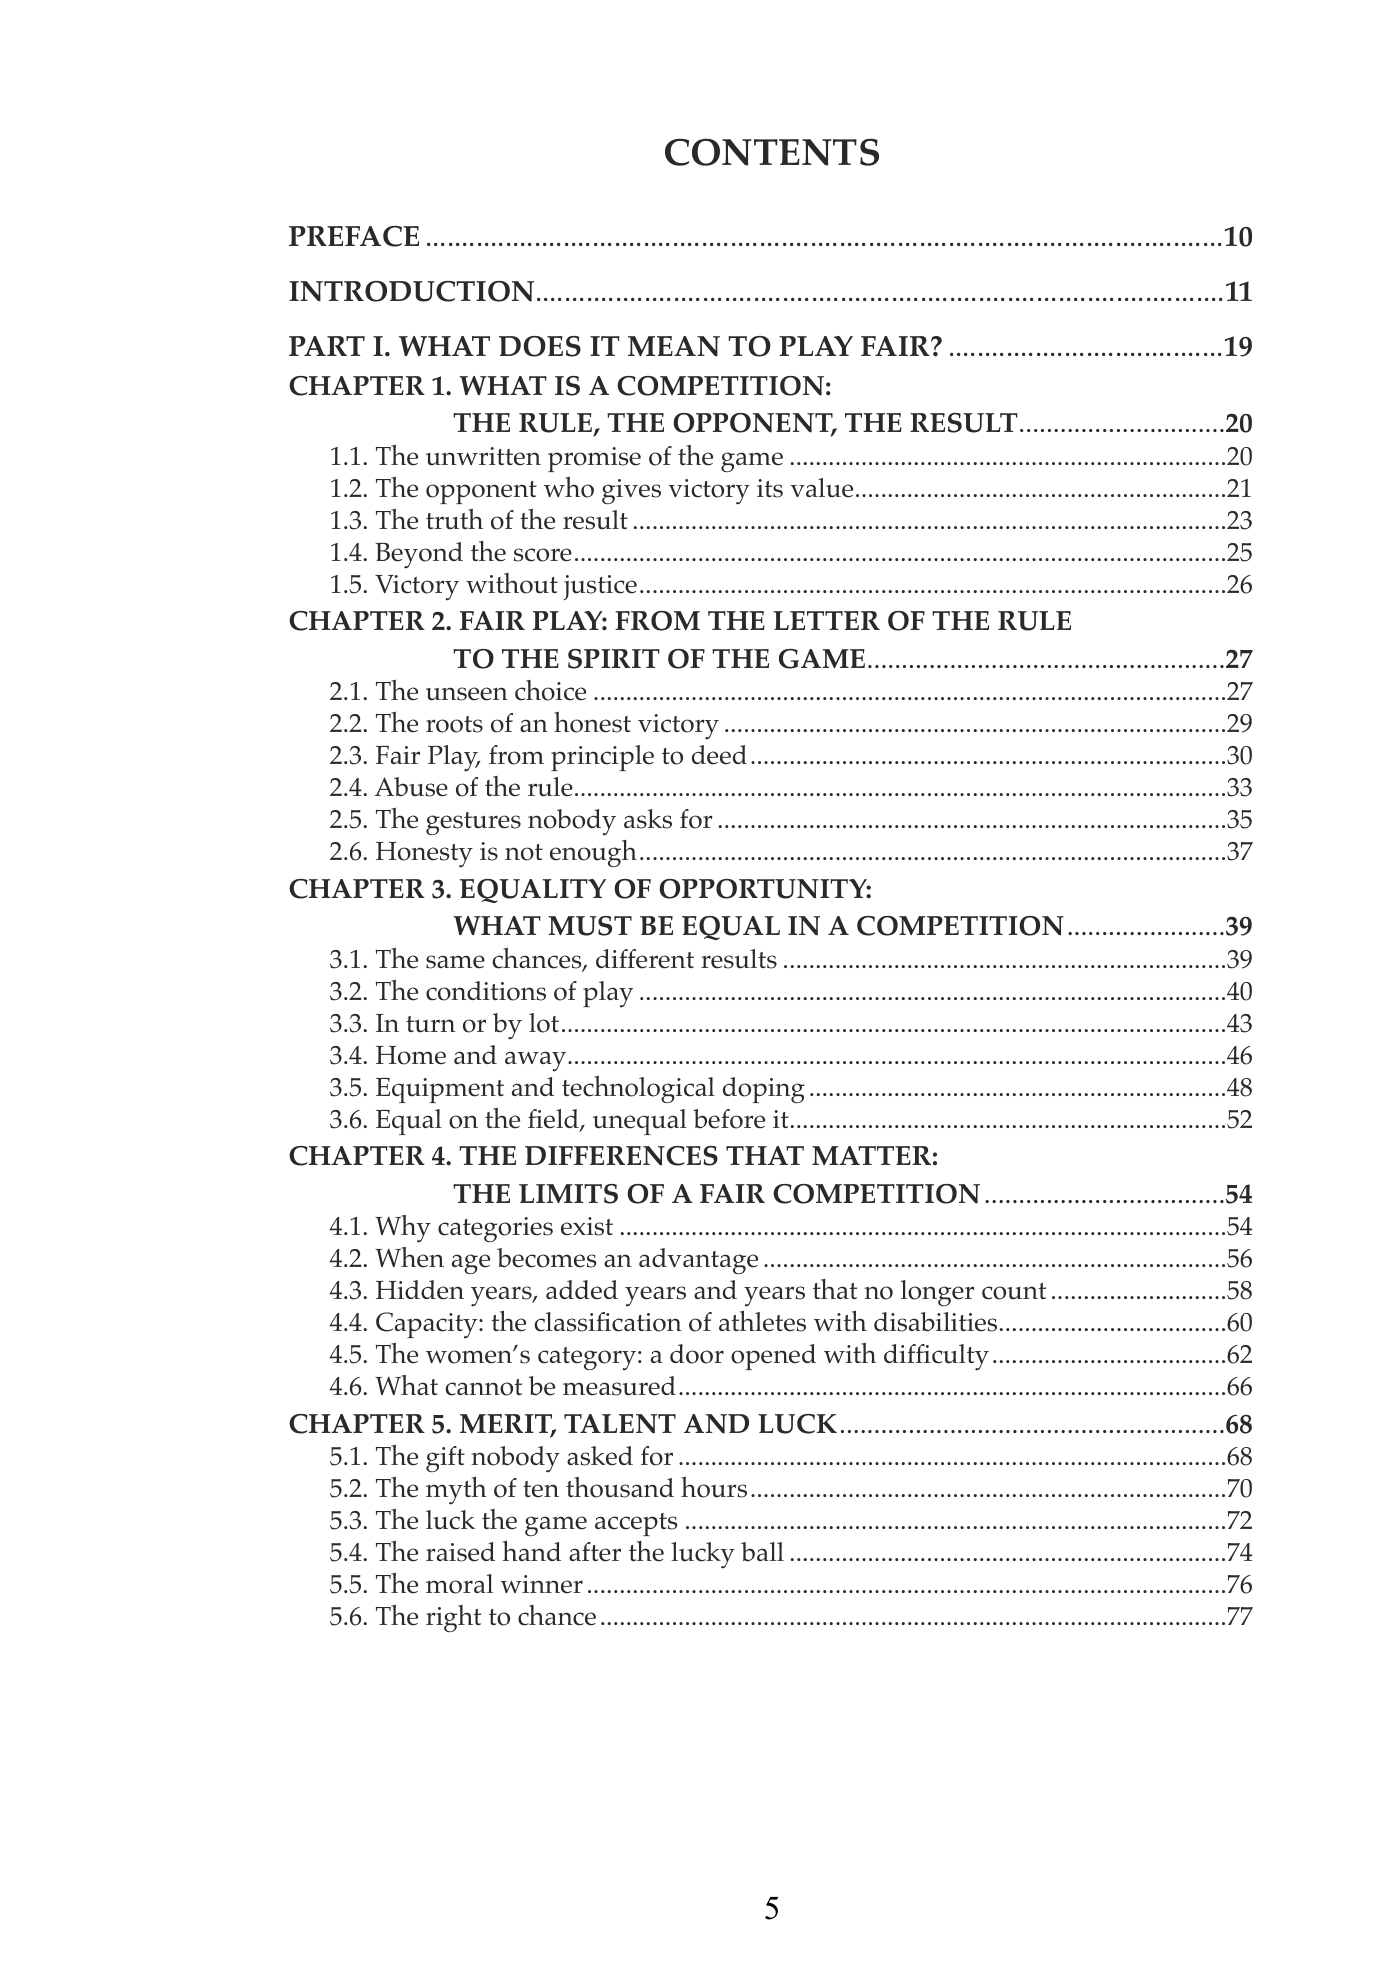 CONTENTS
PREFACE ..........10
INTRODUCTION..........11
PART I. WHAT DOES IT MEAN TO PLAY FAIR? ..........19
CHAPTER 1. WHAT IS A COMPETITION:
THE RULE, THE OPPONENT, THE RESULT..........20
1.1. The unwritten promise of the game ..........20
1.2. The opponent who gives victory its value..........21
1.3. The truth of the result ..........23
1.4. Beyond the score..........25
1.5. Victory without justice..........26
CHAPTER 2. FAIR PLAY: FROM THE LETTER OF THE RULE
TO THE SPIRIT OF THE GAME..........27
2.1. The unseen choice ..........27
2.2. The roots of an honest victory ..........29
2.3. Fair Play, from principle to deed..........30
2.4. Abuse of the rule..........33
2.5. The gestures nobody asks for ..........35
2.6. Honesty is not enough..........37
CHAPTER 3. EQUALITY OF OPPORTUNITY:
WHAT MUST BE EQUAL IN A COMPETITION..........39
3.1. The same chances, different results ..........39
3.2. The conditions of play ..........40
3.3. In turn or by lot..........43
3.4. Home and away..........46
3.5. Equipment and technological doping..........48
3.6. Equal on the field, unequal before it..........52
CHAPTER 4. THE DIFFERENCES THAT MATTER:
THE LIMITS OF A FAIR COMPETITION..........54
4.1. Why categories exist ..........54
4.2. When age becomes an advantage..........56
4.3. Hidden years, added years and years that no longer count..........58
4.4. Capacity: the classification of athletes with disabilities..........60
4.5. The women’s category: a door opened with difficulty..........62
4.6. What cannot be measured..........66
CHAPTER 5. MERIT, TALENT AND LUCK..........68
5.1. The gift nobody asked for ..........68
5.2. The myth of ten thousand hours..........70
5.3. The luck the game accepts ..........72
5.4. The raised hand after the lucky ball ..........74
5.5. The moral winner..........76
5.6. The right to chance..........77
5